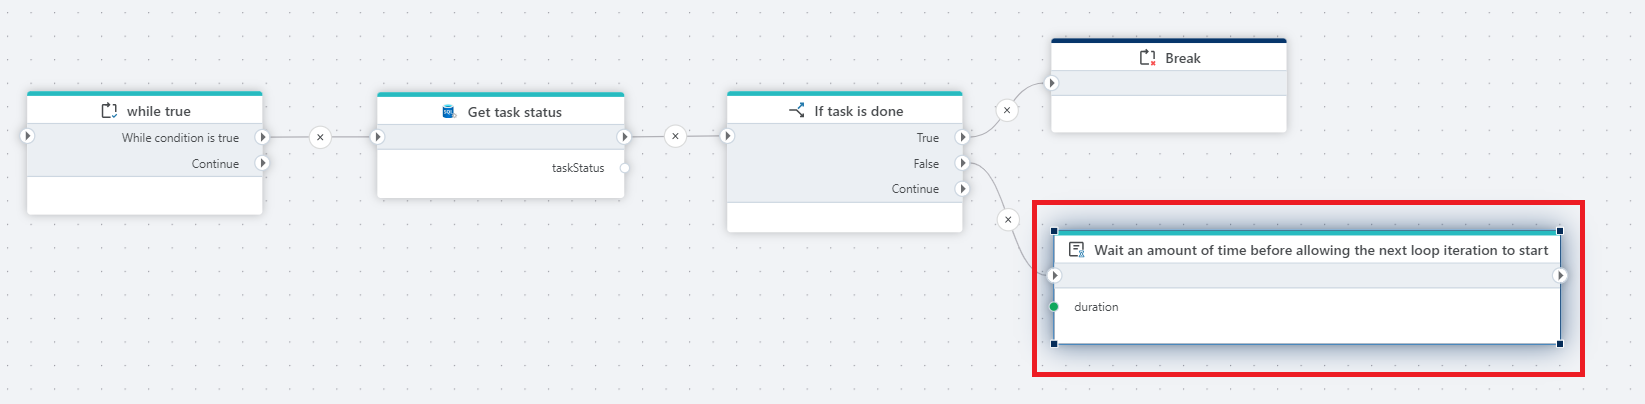 while true
While condition is true
Continue
Get task status
taskStatus
If task is done
True
False
Continue
Break
Wait an amount of time before allowing the next loop iteration to start
duration